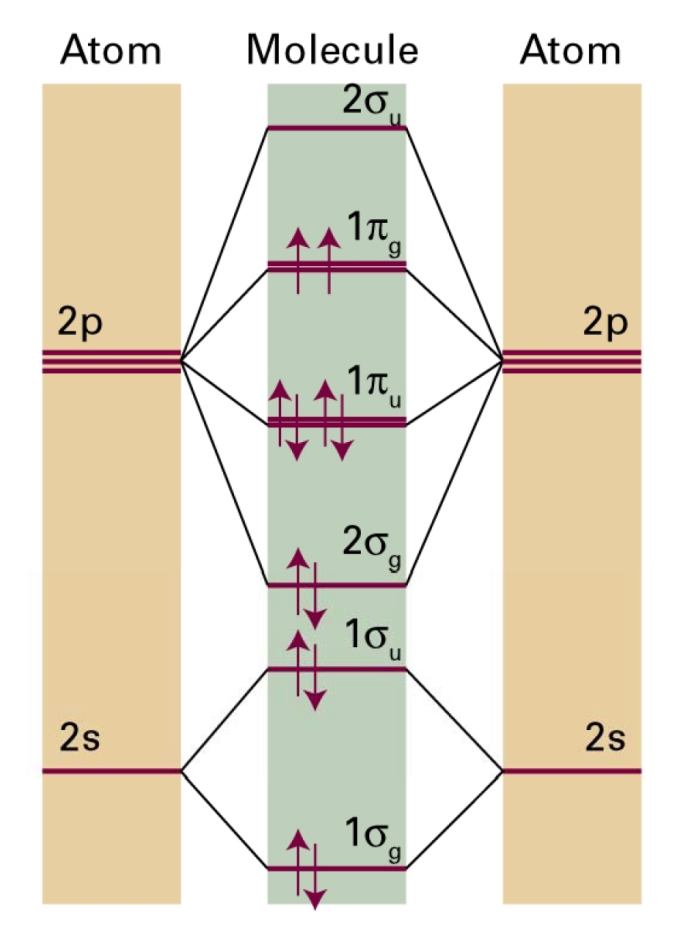 Atom Molecule Atom
2σu
1πg
2p 2p
1πu
2σg
1σu
2s 2s
1σg